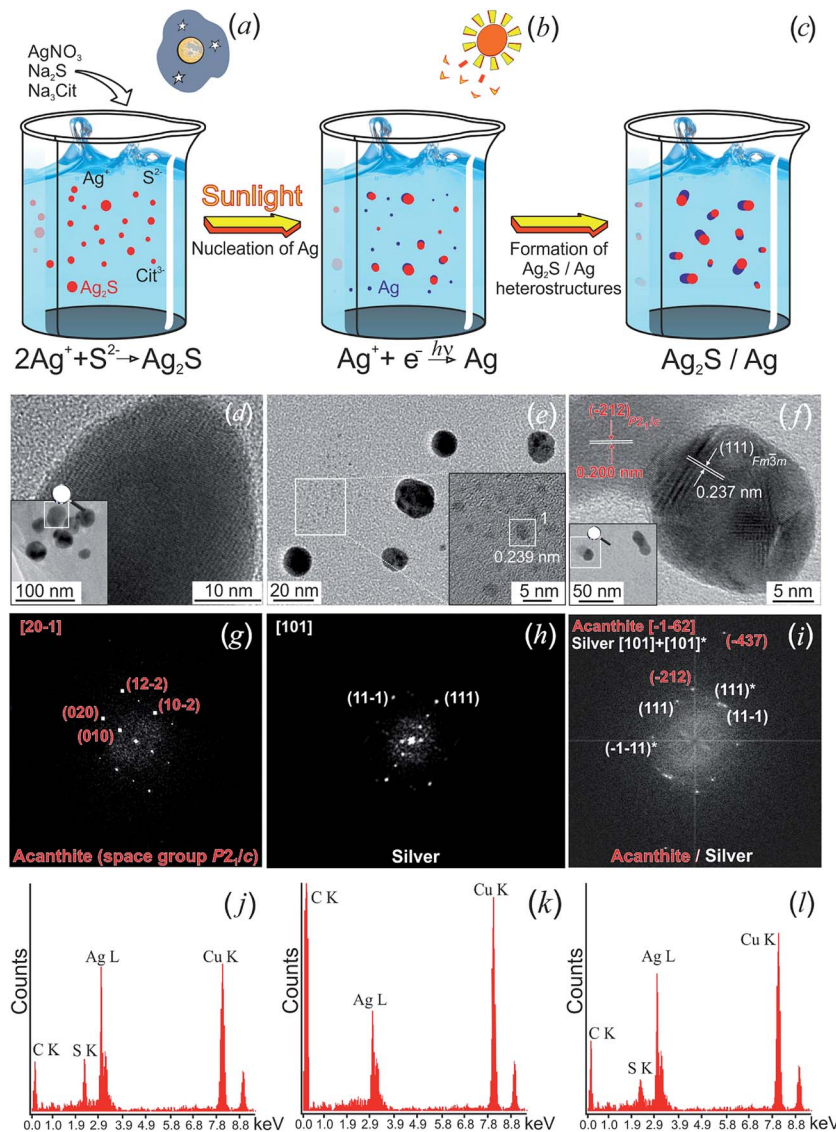 (a)
AgNO₃
Na₂S
Na₃Cit
Ag⁺
S²⁻
Cit³⁻
Ag₂S
2Ag⁺+S²⁻→Ag₂S
Sunlight
Nucleation of Ag
(b)
Ag
Ag⁺+ e⁻ hν→ Ag
Formation of
Ag₂S / Ag
heterostructures
(c)
Ag₂S / Ag
(d)
100 nm
10 nm
(e)
1
0.239 nm
20 nm
5 nm
(f)
(-212)P2₁/c
0.200 nm
(111)Fm3̅m
0.237 nm
50 nm
5 nm
(g)
[20-1]
(12-2)
(020)
(10-2)
(010)
Acanthite (space group P2₁/c)
(h)
[101]
(11-1)
(111)
Silver
(i)
Acanthite [-1-62]
Silver [101]+[101]*
(-437)
(-212)
(111)*
(111)
(11-1)
(-1-11)*
Acanthite / Silver
(j)
Counts
C K
S K
Ag L
Cu K
0.0 1.0 1.9 2.9 3.9 4.9 5.8 6.8 7.8 8.8 keV
(k)
Counts
C K
Ag L
Cu K
0.0 1.0 1.9 2.9 3.9 4.9 5.8 6.8 7.8 8.8 keV
(l)
Counts
C K
S K
Ag L
Cu K
0.0 1.0 1.9 2.9 3.9 4.9 5.8 6.8 7.8 8.8 keV